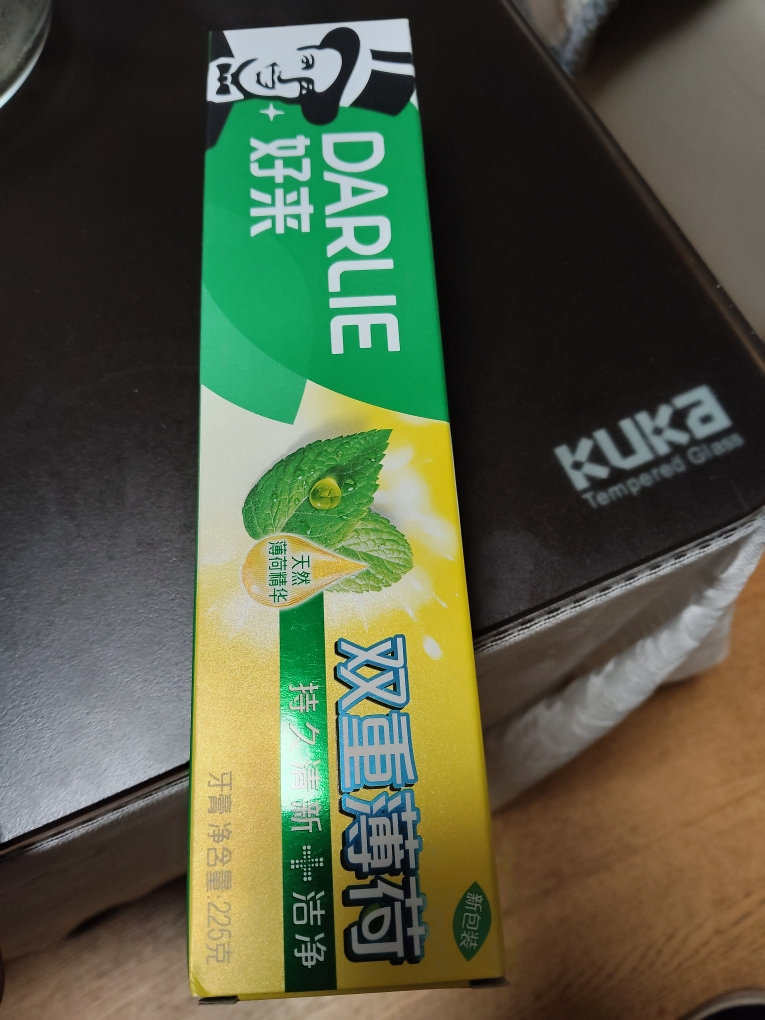 DARLIE
好来
天然
薄荷精华
双重薄荷
持久清新 + 洁净
牙膏 净含量:225克
新包装
KUKa
Tempered Glass